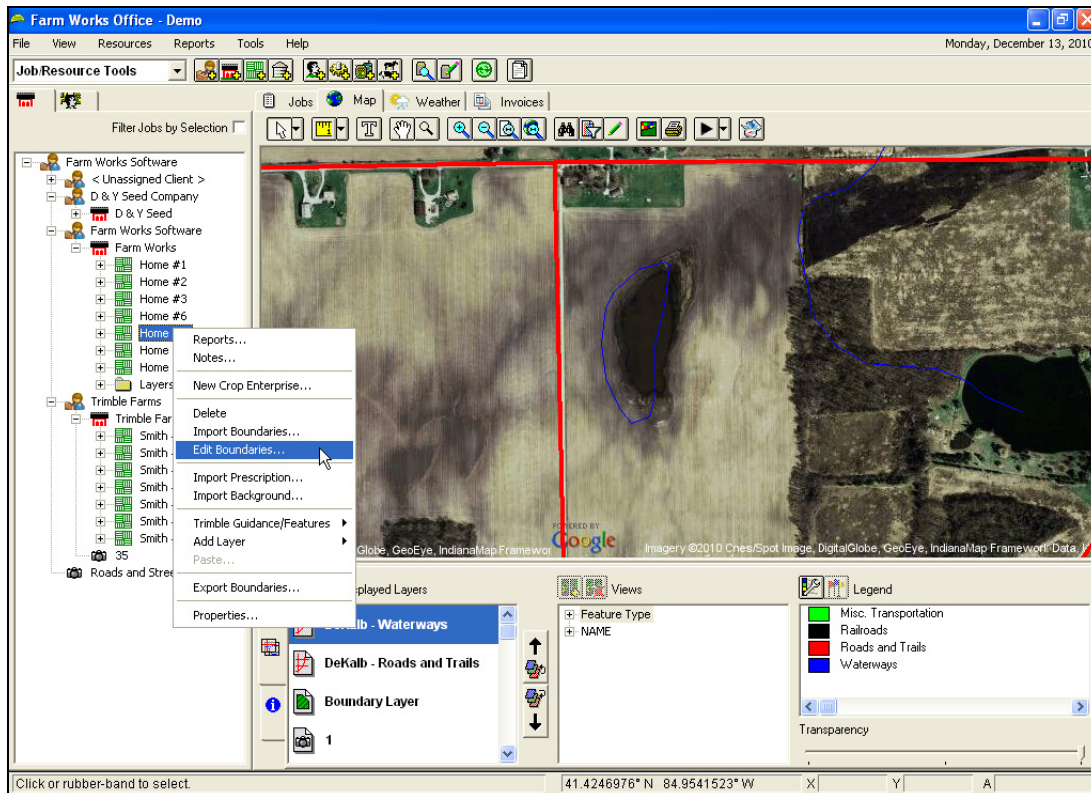 Farm Works Office - Demo
File View Resources Reports Tools Help Monday, December 13, 2010
Job/Resource Tools
Jobs Map Weather Invoices
Filter Jobs by Selection
T
Farm Works Software
< Unassigned Client >
D & Y Seed Company
D & Y Seed
Farm Works Software
Farm Works
Home #1
Home #2
Home #3
Home #6
Home
Home
Home
Layers
Trimble Farms
Trimble Far
Smith
Smith
Smith
Smith
Smith
Smith
Smith
35
Roads and Stree
Reports...
Notes...
New Crop Enterprise...
Delete
Import Boundaries...
Edit Boundaries...
Import Prescription...
Import Background...
Trimble Guidance/Features
Add Layer
Paste...
Export Boundaries...
Properties...
POWERED BY
Google
Globe, GeoEye, IndianaMap Framewor
Imagery ©2010 Cnes/Spot Image, DigitalGlobe, GeoEye, IndianaMap Framework Data,
played Layers
DeKalb - Waterways
DeKalb - Roads and Trails
Boundary Layer
1
Views
Feature Type
NAME
Legend
Misc. Transportation
Railroads
Roads and Trails
Waterways
Transparency
Click or rubber-band to select. 41.4246976° N 84.9541523° W X Y A